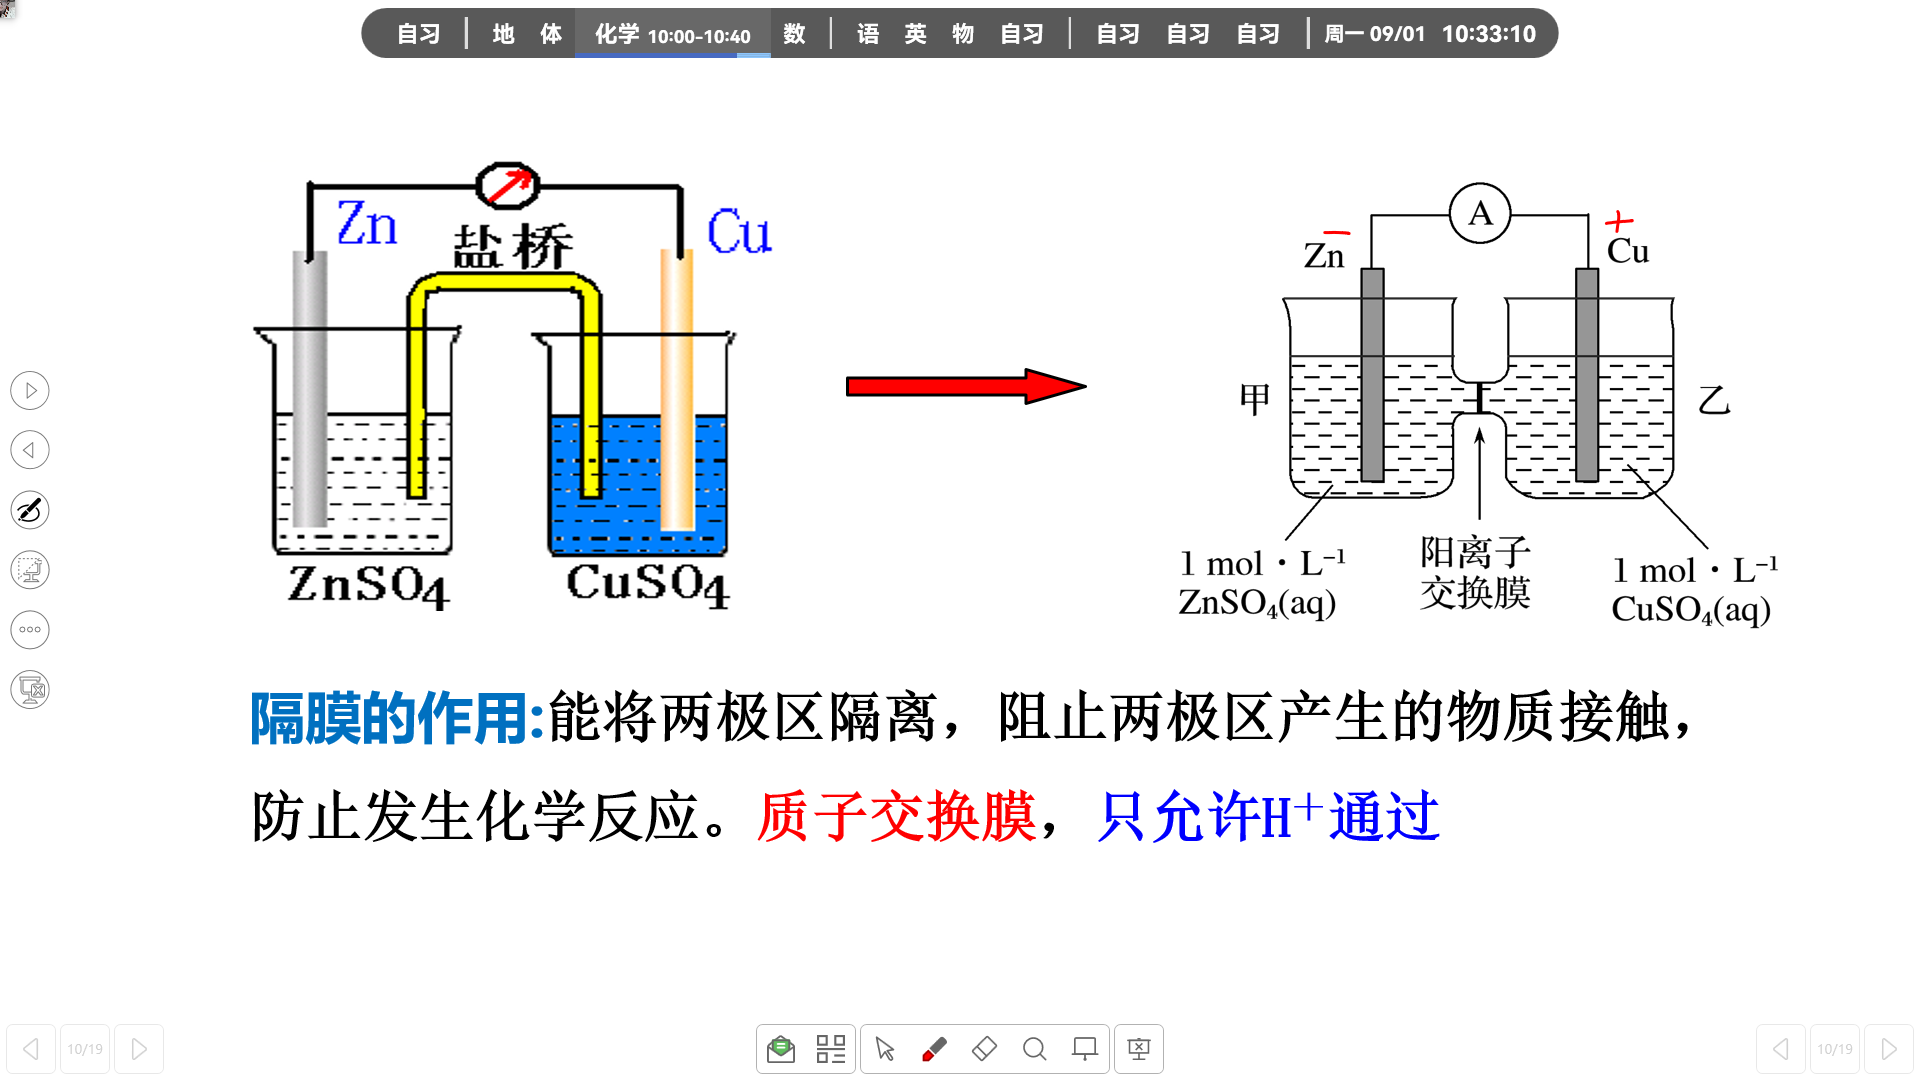 自习 地 体 化学 10:00-10:40 数 语 英 物 自习 自习 自习 自习 周一 09/01 10:33:10
Zn
盐桥
Cu
ZnSO₄
CuSO₄
A
− +
Zn
Cu
甲
乙
1 mol · L⁻¹
ZnSO₄(aq)
阳离子
交换膜
1 mol · L⁻¹
CuSO₄(aq)
隔膜的作用:能将两极区隔离，阻止两极区产生的物质接触，
防止发生化学反应。质子交换膜，只允许H⁺通过
10/19
10/19